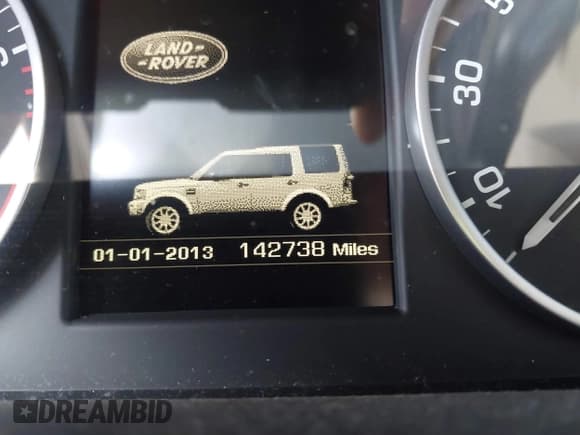 LAND-
-ROVER
01-01-2013 142738 Miles
30
10
DREAMBID